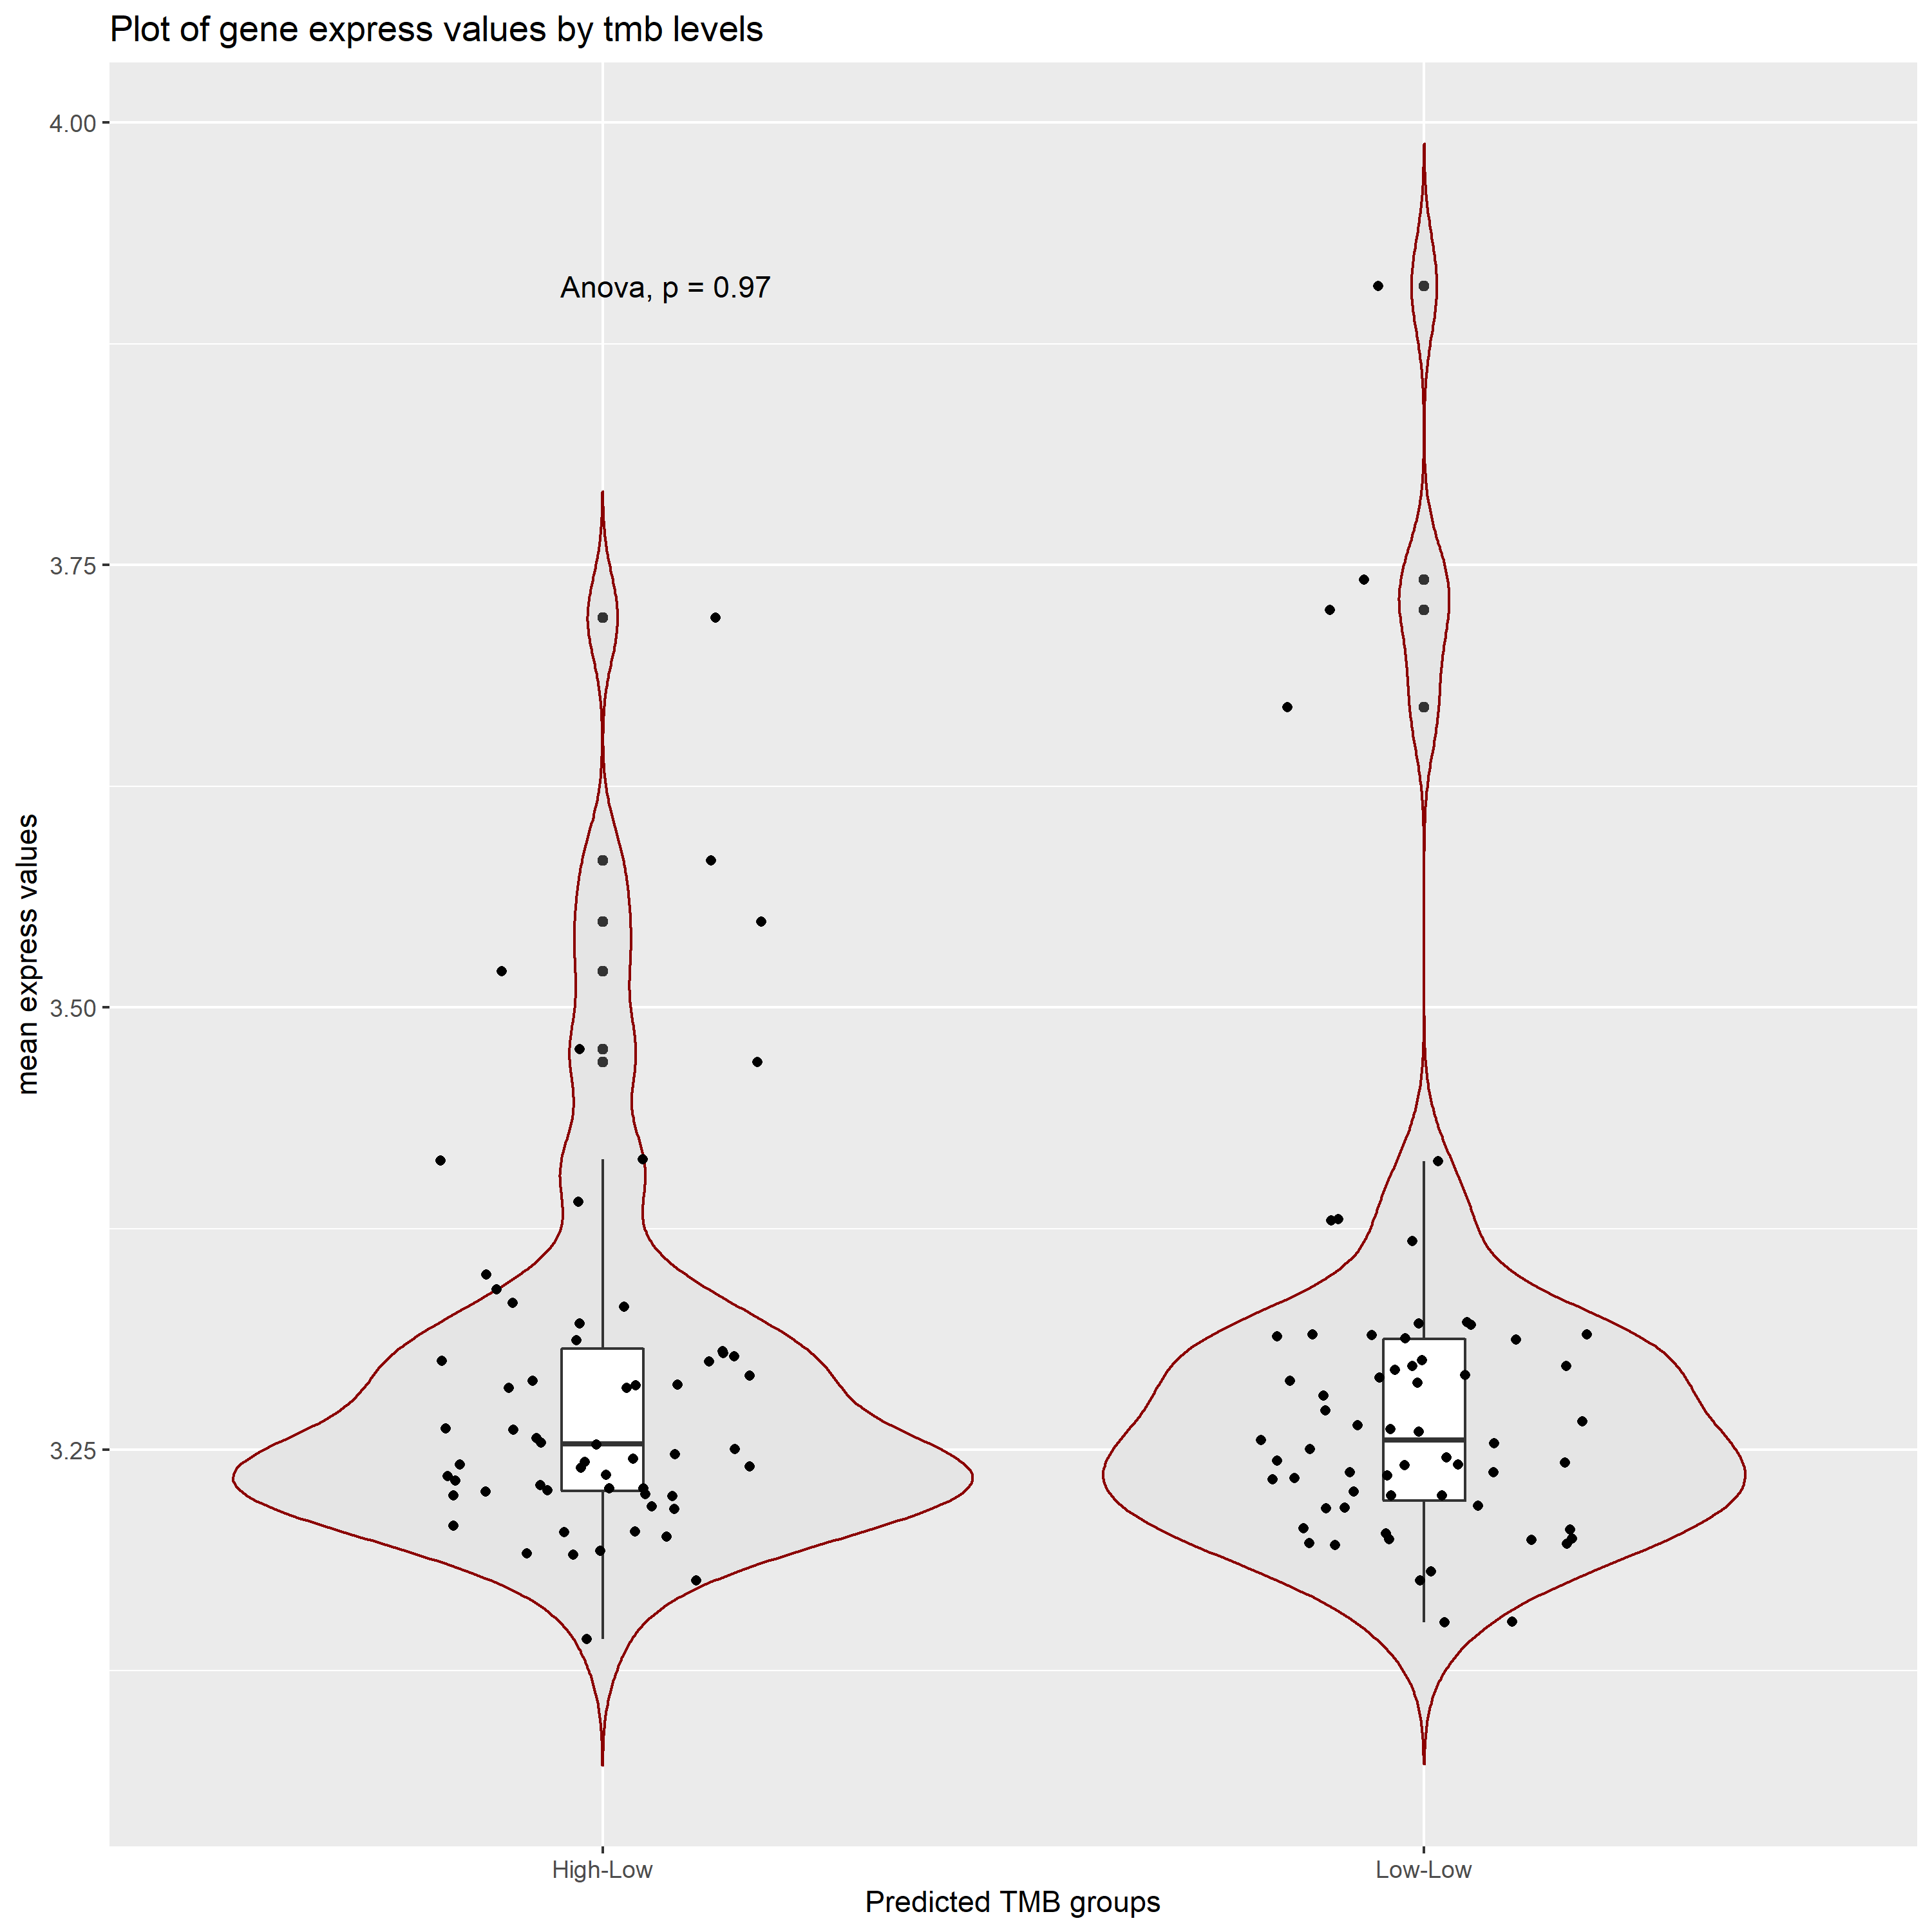 Plot of gene express values by tmb levels
4.00
Anova, p = 0.97
3.75
3.50
3.25
mean express values
High-Low
Low-Low
Predicted TMB groups